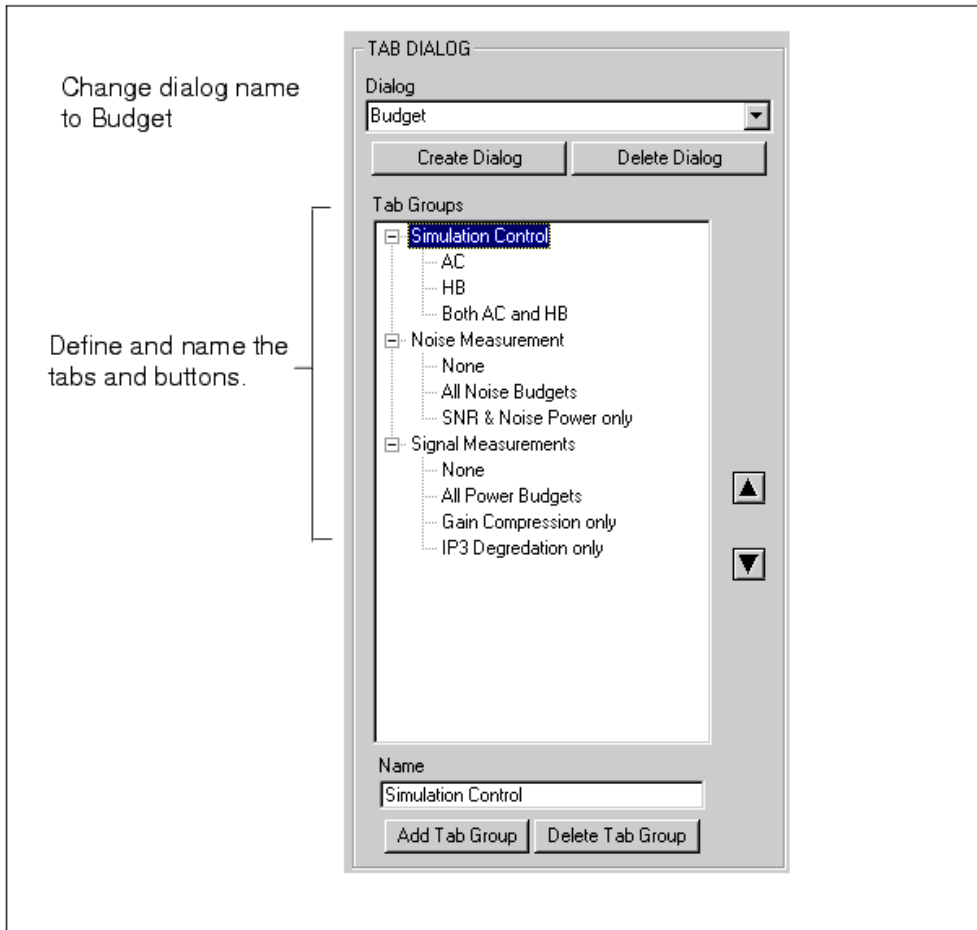 TAB DIALOG
Change dialog name
to Budget
Dialog
Budget
Create Dialog
Delete Dialog
Tab Groups
Simulation Control
AC
HB
Both AC and HB
Define and name the
tabs and buttons.
Noise Measurement
None
All Noise Budgets
SNR & Noise Power only
Signal Measurements
None
All Power Budgets
Gain Compression only
IP3 Degredation only
Name
Simulation Control
Add Tab Group
Delete Tab Group